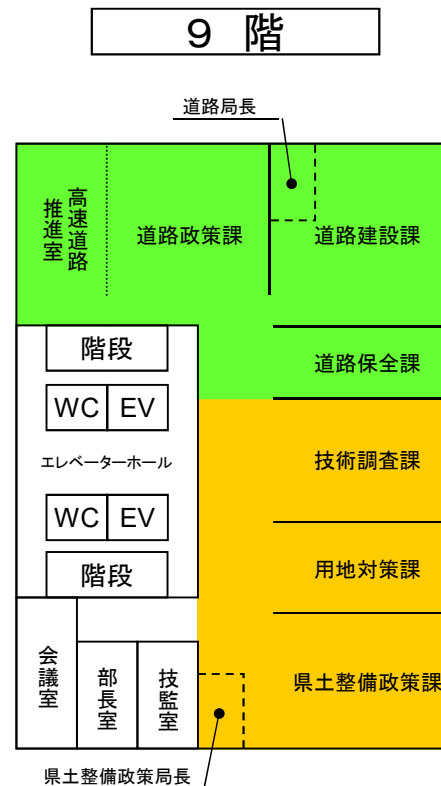 ９ 階
道路局長
高速道路
推進室
道路政策課
道路建設課
階段
道路保全課
WC
EV
エレベーターホール
技術調査課
WC
EV
階段
用地対策課
会議室
部長室
技監室
県土整備政策課
県土整備政策局長